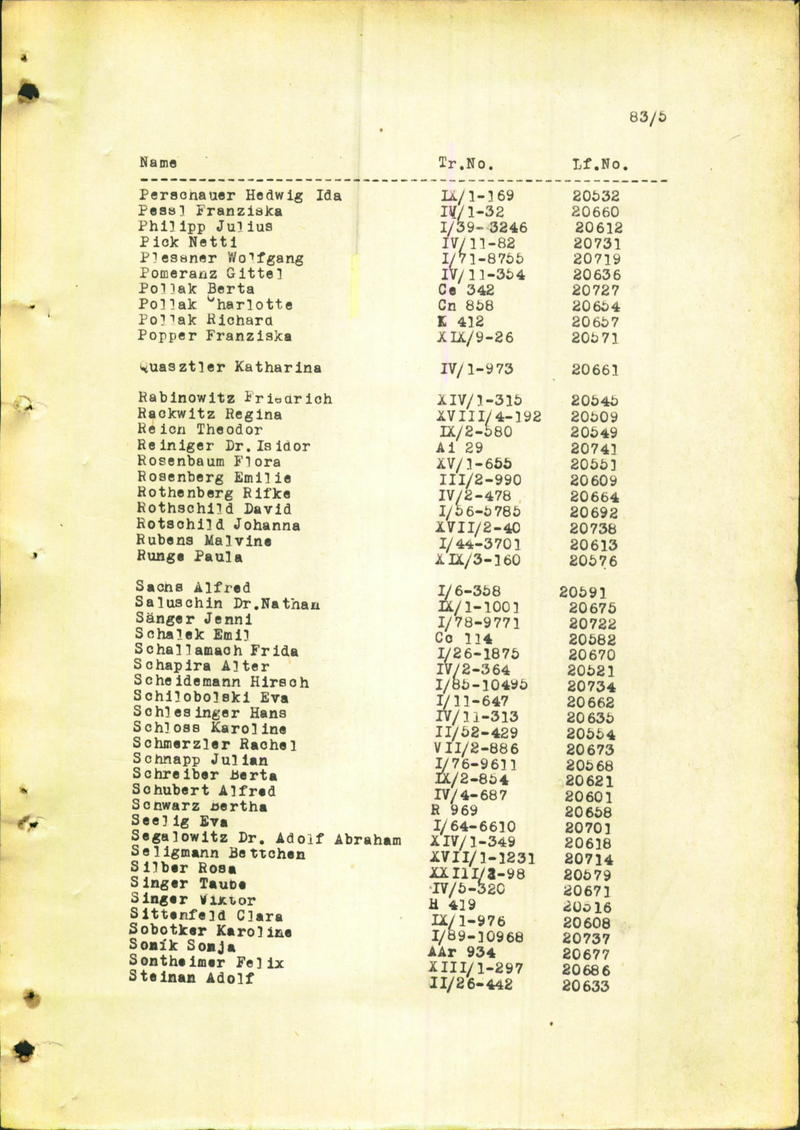 83/5
Name Tr.No. Lf.No.
Perschauer Hedwig Ida IX/1-169 20532
Pessl Franziska IV/1-32 20660
Philipp Julius I/39-3246 20612
Pick Netti IV/11-82 20731
Plessner Wolfgang I/71-8755 20719
Pomeranz Gittel IV/11-354 20636
Pollak Berta Ce 342 20727
Pollak Charlotte Cn 858 20654
Pollak Richard K 412 20657
Popper Franziska XIX/9-26 20571
Quasztler Katharina IV/1-973 20661
Rabinowitz Friedrich XIV/1-315 20545
Rackwitz Regina XVIII/4-192 20509
Reich Theodor IX/2-580 20549
Reiniger Dr.Isidor Ai 29 20741
Rosenbaum Flora XV/1-655 20551
Rosenberg Emilie III/2-990 20609
Rothenberg Rifke IV/2-478 20664
Rothschild David I/56-5785 20692
Rotschild Johanna XVII/2-40 20738
Rubens Malvine I/44-3701 20613
Runge Paula XIX/3-160 20576
Sachs Alfred I/6-358 20591
Saluschin Dr.Nathan IX/1-1001 20675
Sänger Jenni I/78-9771 20722
Schalek Emil Cc 114 20582
Schallamach Frida I/26-1875 20670
Schapira Alter IV/2-364 20521
Scheidemann Hirsch I/85-10495 20734
Schilobolski Eva I/11-647 20662
Schlesinger Hans IV/11-313 20635
Schloss Karoline II/52-429 20554
Schmerzler Rachel VII/2-886 20673
Schnapp Julian I/76-9611 20568
Schreiber Berta IX/2-854 20621
Schubert Alfred IV/4-687 20601
Schwarz Bertha R 969 20658
Seelig Eva I/64-6610 20701
Segalowitz Dr. Adolf Abraham XIV/1-349 20618
Seligmann Bettchen XVII/1-1231 20714
Silber Rosa XXIII/2-98 20579
Singer Taube IV/5-320 20671
Singer Viktor H 419 20516
Sittenfeld Clara IX/1-976 20608
Sobotker Karoline I/89-10968 20737
Somik Sonja AAr 934 20677
Sontheimer Felix XIII/1-297 20686
Steinan Adolf II/26-442 20633